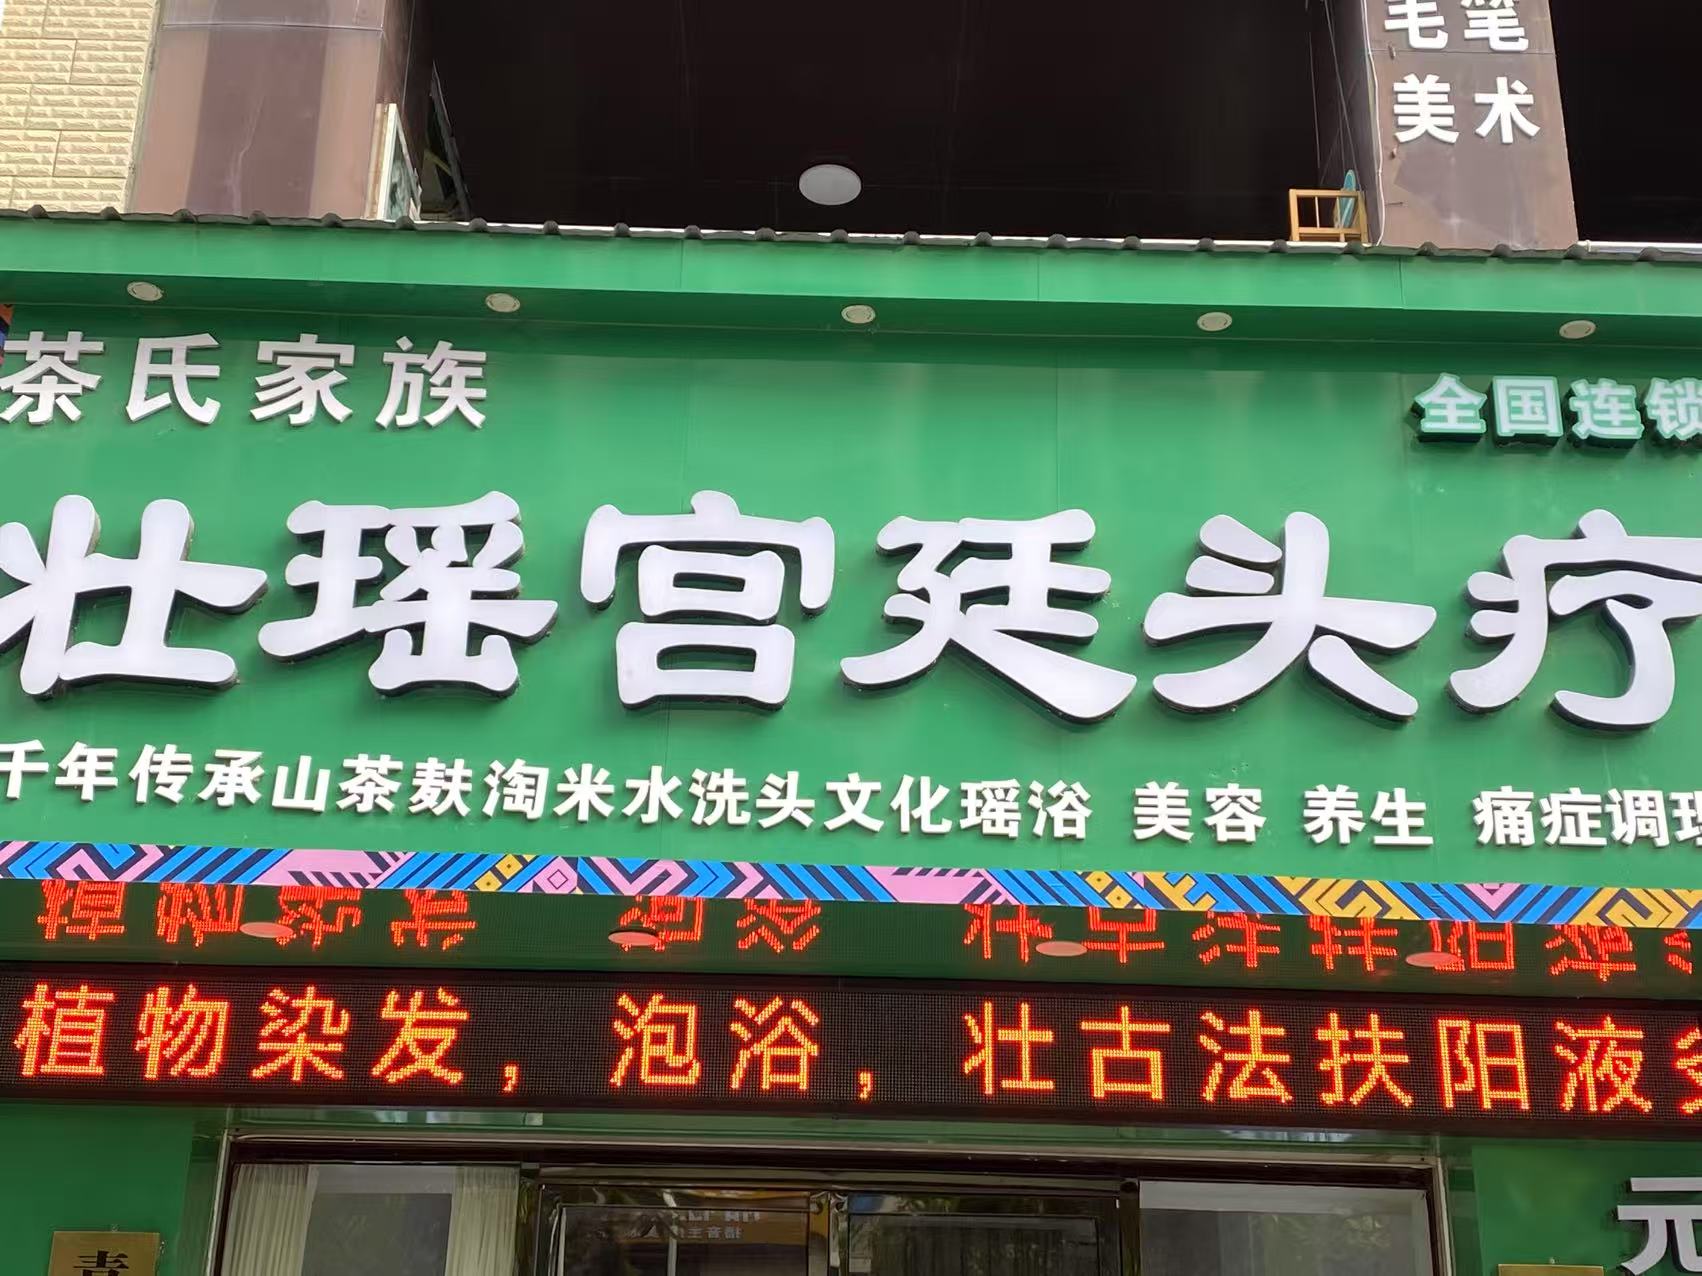 毛笔
美术
茶氏家族
全国连锁
壮瑶宫廷头疗
千年传承山茶麸淘米水洗头文化瑶浴 美容 养生 痛症调理
植物染发，泡浴，壮古法扶阳液
元